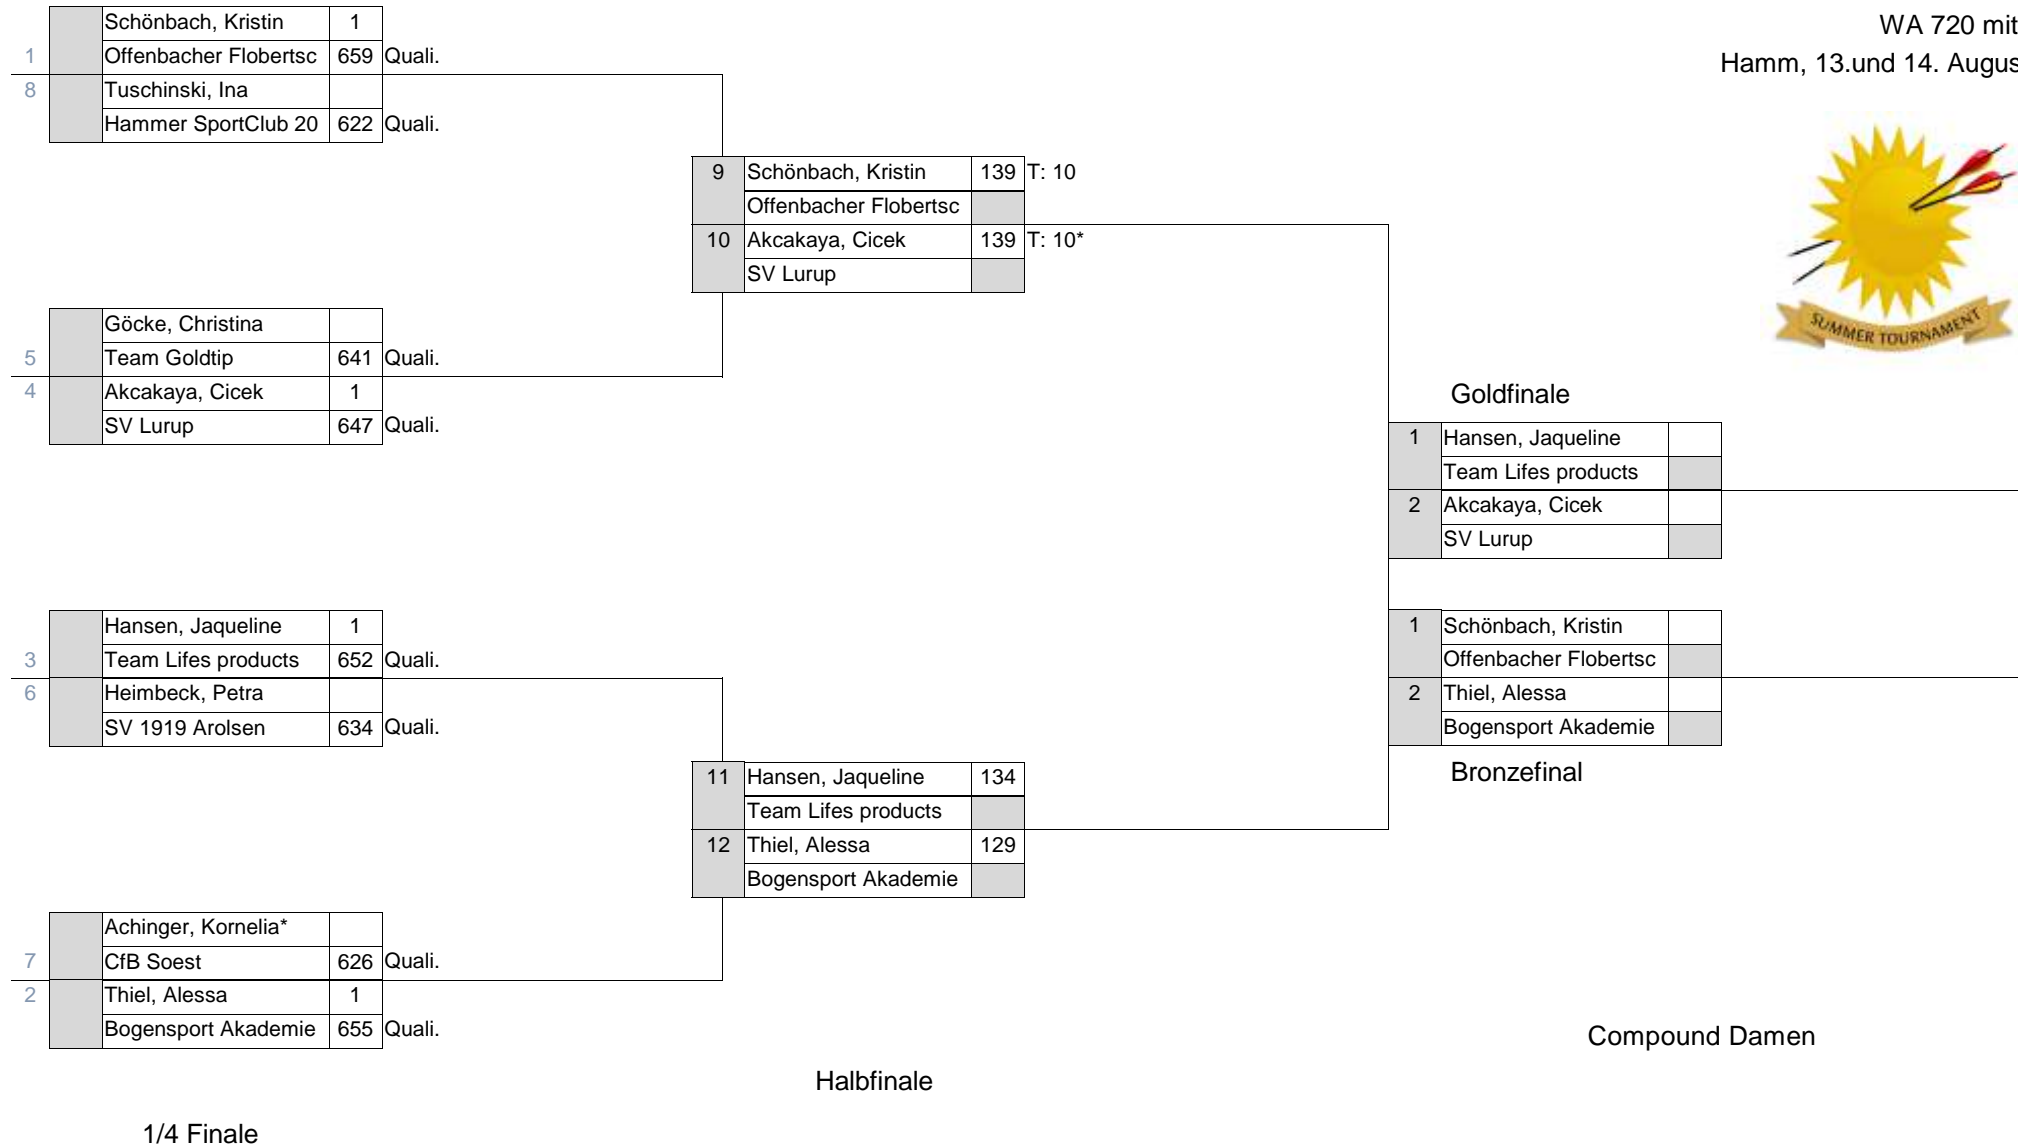 WA 720 mit
Hamm, 13.und 14. Augus
SUMMER TOURNAMENT
Schönbach, Kristin 1
1 Offenbacher Flobertsc 659 Quali.
8 Tuschinski, Ina
Hammer SportClub 20 622 Quali.
9 Schönbach, Kristin 139 T: 10
Offenbacher Flobertsc
10 Akcakaya, Cicek 139 T: 10*
SV Lurup
Göcke, Christina
5 Team Goldtip 641 Quali.
4 Akcakaya, Cicek 1
SV Lurup 647 Quali.
Goldfinale
1 Hansen, Jaqueline
Team Lifes products
2 Akcakaya, Cicek
SV Lurup
Hansen, Jaqueline 1
3 Team Lifes products 652 Quali.
6 Heimbeck, Petra
SV 1919 Arolsen 634 Quali.
1 Schönbach, Kristin
Offenbacher Flobertsc
2 Thiel, Alessa
Bogensport Akademie
Bronzefinal
11 Hansen, Jaqueline 134
Team Lifes products
12 Thiel, Alessa 129
Bogensport Akademie
Achinger, Kornelia*
7 CfB Soest 626 Quali.
2 Thiel, Alessa 1
Bogensport Akademie 655 Quali.
Compound Damen
Halbfinale
1/4 Finale